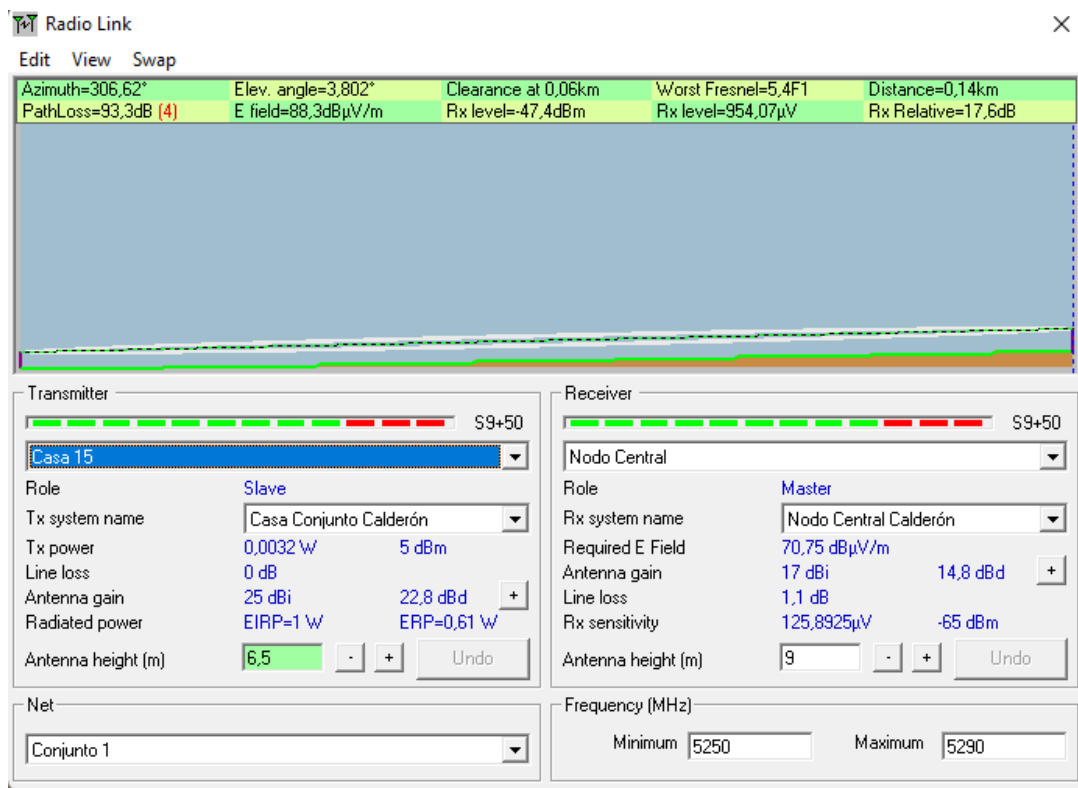 Radio Link
Edit View Swap
Azimuth=306,62° Elev. angle=3,802° Clearance at 0,06km Worst Fresnel=5,4F1 Distance=0,14km
PathLoss=93,3dB (4) E field=88,3dBµV/m Rx level=-47,4dBm Rx level=954,07µV Rx Relative=17,6dB
Transmitter
S9+50
Casa 15
Role Slave
Tx system name Casa Conjunto Calderón
Tx power 0,0032 W 5 dBm
Line loss 0 dB
Antenna gain 25 dBi 22,8 dBd +
Radiated power EIRP=1 W ERP=0,61 W
Antenna height (m) 6,5 - + Undo
Receiver
S9+50
Nodo Central
Role Master
Rx system name Nodo Central Calderón
Required E Field 70,75 dBµV/m
Antenna gain 17 dBi 14,8 dBd +
Line loss 1,1 dB
Rx sensitivity 125,8925µV -65 dBm
Antenna height (m) 9 - + Undo
Net
Conjunto 1
Frequency (MHz)
Minimum 5250 Maximum 5290